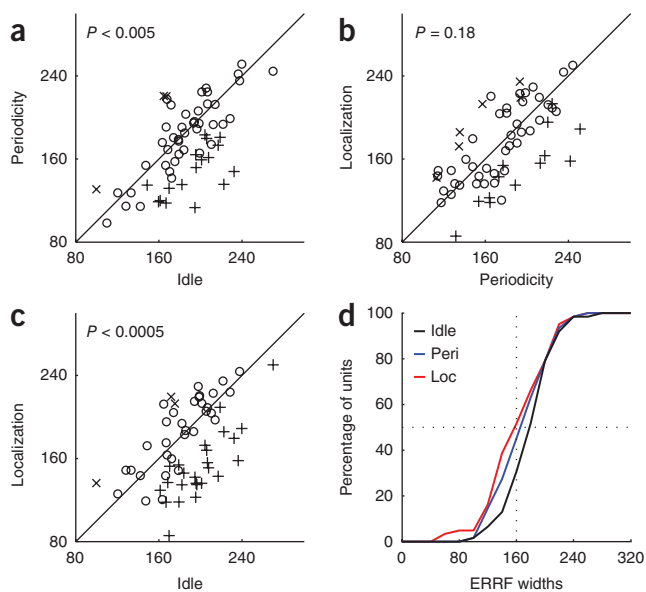 a
P < 0.005
240
160
80
80
160
240
Periodicity
Idle
b
P = 0.18
240
160
80
80
160
240
Localization
Periodicity
c
P < 0.0005
240
160
80
80
160
240
Localization
Idle
d
100
80
60
40
20
0
0
80
160
240
320
Idle
Peri
Loc
Percentage of units
ERRF widths